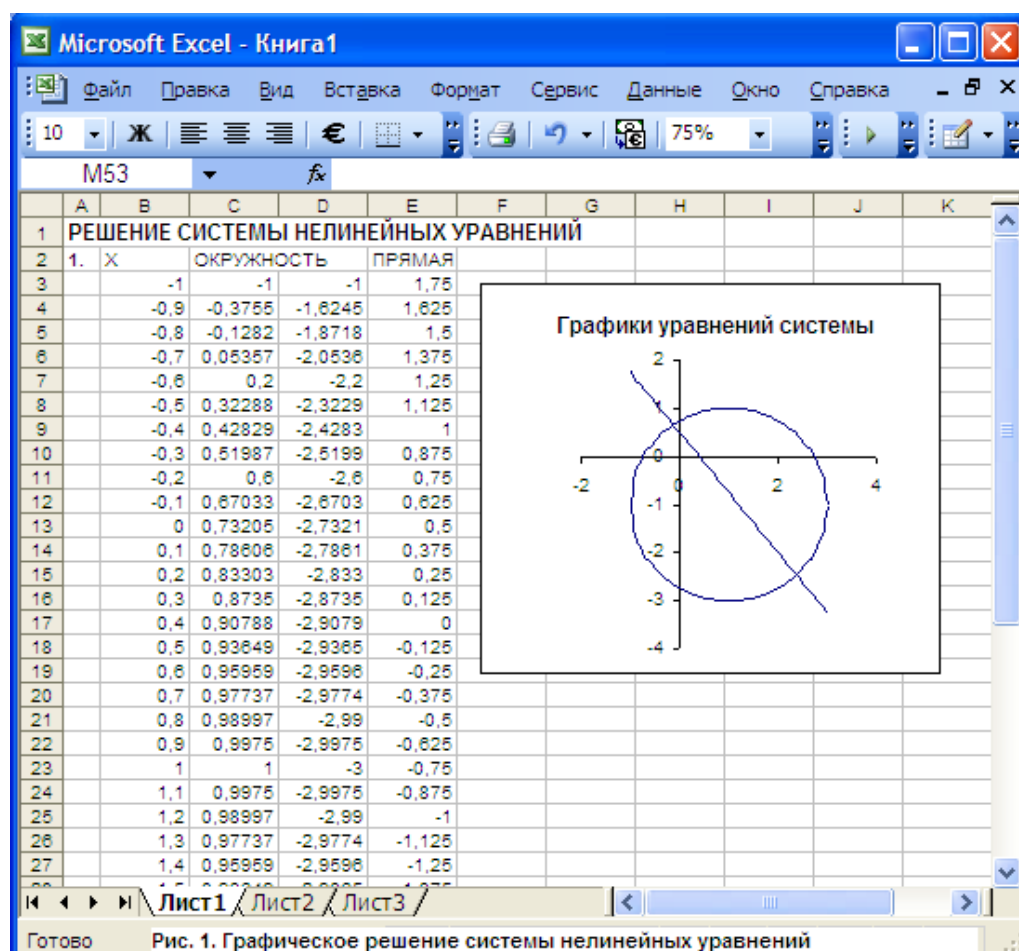 Microsoft Excel - Книга1
Файл Правка Вид Вставка Формат Сервис Данные Окно Справка
10 Ж € 75%
M53 fx
A B C D E F G H I J K
1 РЕШЕНИЕ СИСТЕМЫ НЕЛИНЕЙНЫХ УРАВНЕНИЙ
2 1. X ОКРУЖНОСТЬ ПРЯМАЯ
3 -1 -1 -1 1,75
4 -0,9 -0,3755 -1,6245 1,625
5 -0,8 -0,1282 -1,8718 1,5
6 -0,7 0,05357 -2,0536 1,375
7 -0,6 0,2 -2,2 1,25
8 -0,5 0,32288 -2,3229 1,125
9 -0,4 0,42829 -2,4283 1
10 -0,3 0,51987 -2,5199 0,875
11 -0,2 0,6 -2,6 0,75
12 -0,1 0,67033 -2,6703 0,625
13 0 0,73205 -2,7321 0,5
14 0,1 0,78606 -2,7861 0,375
15 0,2 0,83303 -2,833 0,25
16 0,3 0,8735 -2,8735 0,125
17 0,4 0,90788 -2,9079 0
18 0,5 0,93649 -2,9365 -0,125
19 0,6 0,95959 -2,9596 -0,25
20 0,7 0,97737 -2,9774 -0,375
21 0,8 0,98997 -2,99 -0,5
22 0,9 0,9975 -2,9975 -0,625
23 1 1 -3 -0,75
24 1,1 0,9975 -2,9975 -0,875
25 1,2 0,98997 -2,99 -1
26 1,3 0,97737 -2,9774 -1,125
27 1,4 0,95959 -2,9596 -1,25
Графики уравнений системы
2
1
0
-2 0 2 4
-1
-2
-3
-4
Лист1 Лист2 Лист3
Готово Рис. 1. Графическое решение системы нелинейных уравнений